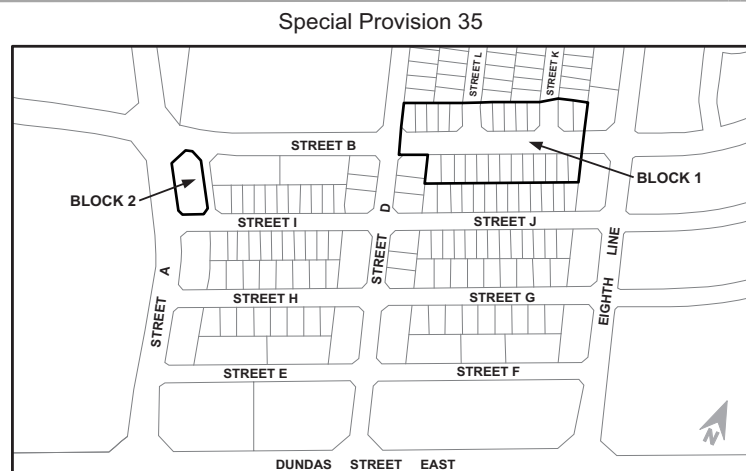 Special Provision 35
STREET L
STREET K
STREET B
BLOCK 1
BLOCK 2
STREET I
STREET D
STREET J
STREET A
STREET H
STREET G
EIGHTH LINE
STREET E
STREET F
DUNDAS STREET EAST
N